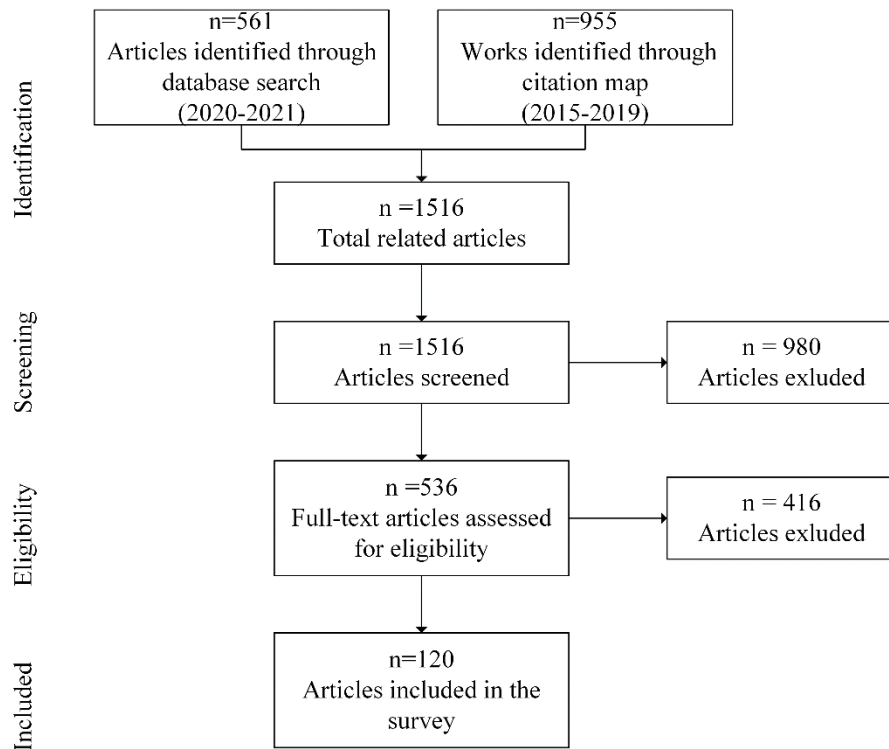 n=561
Articles identified through
database search
(2020-2021)
n=955
Works identified through
citation map
(2015-2019)
Identification
n =1516
Total related articles
Screening
n =1516
Articles screened
n = 980
Articles exluded
Eligibility
n =536
Full-text articles assessed
for eligibility
n = 416
Articles exluded
Included
n=120
Articles included in the
survey